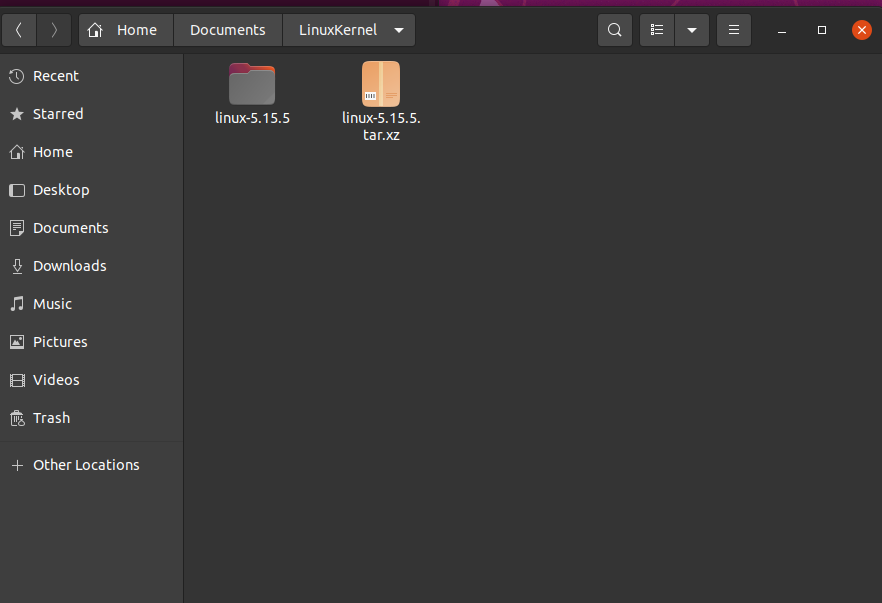 Home
Documents
LinuxKernel
Recent
Starred
Home
Desktop
Documents
Downloads
Music
Pictures
Videos
Trash
Other Locations
linux-5.15.5
linux-5.15.5.
tar.xz